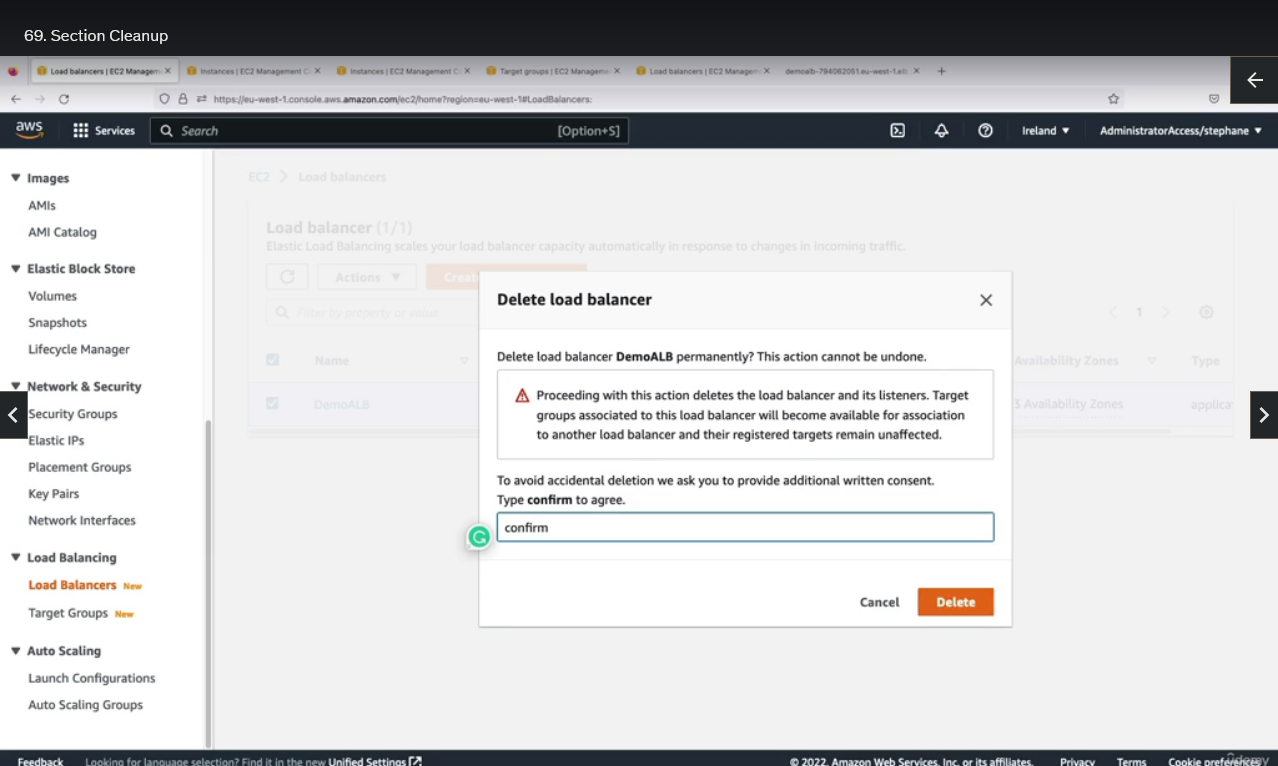 69. Section Cleanup
Load balancers | EC2 Managem
Instances | EC2 Management C
Instances | EC2 Management C
Target groups | EC2 Managem
Load balancers | EC2 Managem
demoalb-794062051.eu-west-1.elb
https://eu-west-1.console.aws.amazon.com/ec2/home?region=eu-west-1#LoadBalancers:
aws
Services
Search
[Option+S]
Ireland
AdministratorAccess/stephane
Images
AMIs
AMI Catalog
Elastic Block Store
Volumes
Snapshots
Lifecycle Manager
Network & Security
Security Groups
Elastic IPs
Placement Groups
Key Pairs
Network Interfaces
Load Balancing
Load Balancers New
Target Groups New
Auto Scaling
Launch Configurations
Auto Scaling Groups
EC2 > Load balancers
Load balancer (1/1)
Elastic Load Balancing scales your load balancer capacity automatically in response to changes in incoming traffic.
Actions
Creat
Filter by property or value
1
Name
Availability Zones
Type
DemoALB
3 Availability Zones
applica
Delete load balancer
Delete load balancer DemoALB permanently? This action cannot be undone.
Proceeding with this action deletes the load balancer and its listeners. Target
groups associated to this load balancer will become available for association
to another load balancer and their registered targets remain unaffected.
To avoid accidental deletion we ask you to provide additional written consent.
Type confirm to agree.
confirm
Cancel
Delete
Feedback
Looking for language selection? Find it in the new Unified Settings
© 2022, Amazon Web Services, Inc. or its affiliates.
Privacy
Terms
Cookie preferences
Udemy